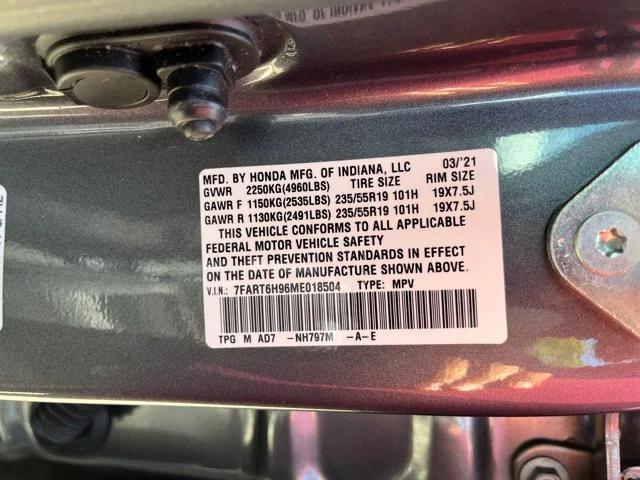 MFD. BY HONDA MFG. OF INDIANA, LLC 03/'21
GVWR 2250KG(4960LBS) TIRE SIZE RIM SIZE
GAWR F 1150KG(2535LBS) 235/55R19 101H 19X7.5J
GAWR R 1130KG(2491LBS) 235/55R19 101H 19X7.5J
THIS VEHICLE CONFORMS TO ALL APPLICABLE
FEDERAL MOTOR VEHICLE SAFETY
AND THEFT PREVENTION STANDARDS IN EFFECT
ON THE DATE OF MANUFACTURE SHOWN ABOVE.
V.I.N.: 7FART6H96ME018504 TYPE: MPV
TPG M AD7 -NH797M -A-E